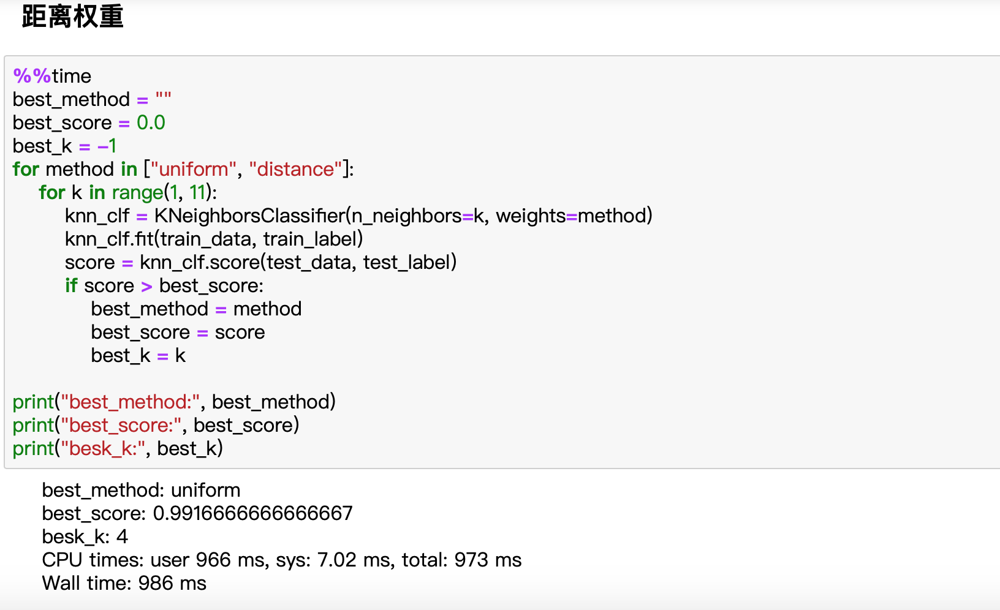 距离权重
%%time
best_method = ""
best_score = 0.0
best_k = -1
for method in ["uniform", "distance"]:
    for k in range(1, 11):
        knn_clf = KNeighborsClassifier(n_neighbors=k, weights=method)
        knn_clf.fit(train_data, train_label)
        score = knn_clf.score(test_data, test_label)
        if score > best_score:
            best_method = method
            best_score = score
            best_k = k
print("best_method:", best_method)
print("best_score:", best_score)
print("besk_k:", best_k)
best_method: uniform
best_score: 0.9916666666666667
besk_k: 4
CPU times: user 966 ms, sys: 7.02 ms, total: 973 ms
Wall time: 986 ms